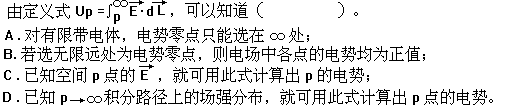 由定义式 Up=∫ₚ^∞ E⃗·dL⃗，可以知道（　　）。
A．对有限带电体，电势零点只能选在∞处；
B．若选无限远处为电势零点，则电场中各点的电势均为正值；
C．已知空间 p 点的 E⃗，就可用此式计算出 p 的电势；
D．已知 p→∞积分路径上的场强分布，就可用此式计算出 p 点的电势。